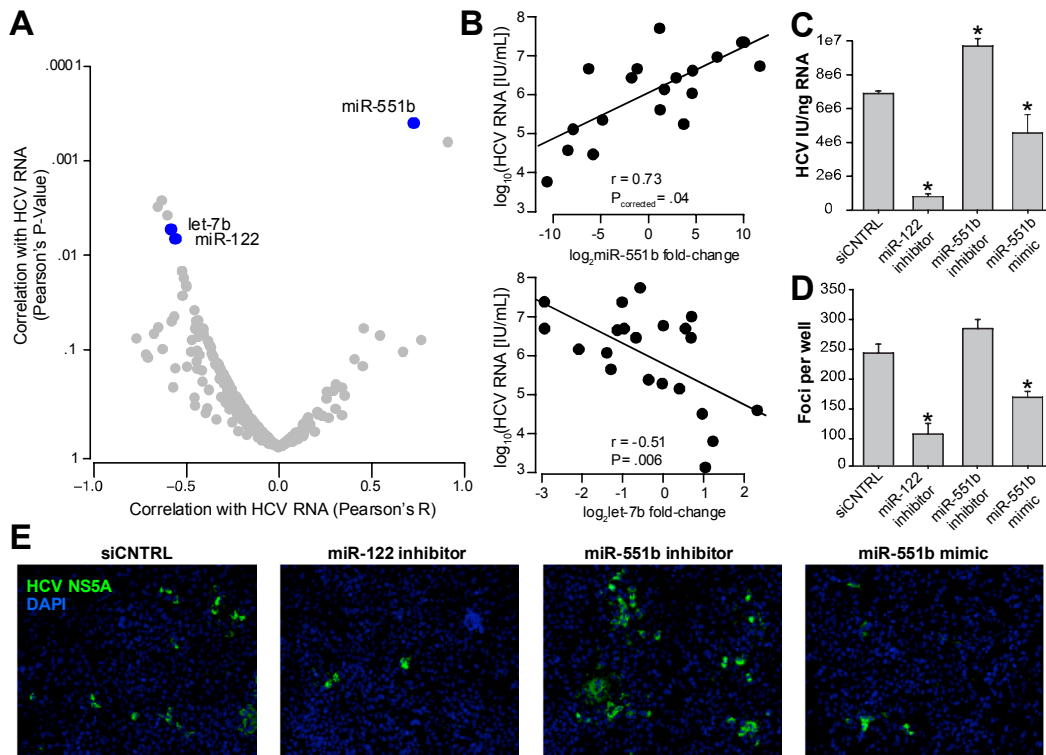 A
Correlation with HCV RNA
(Pearson's P-Value)
.0001
.001
.01
.1
1
miR-551b
let-7b
miR-122
−1.0
-0.5
0.0
0.5
1.0
Correlation with HCV RNA (Pearson's R)
B
log10(HCV RNA [IU/mL])
8
7
6
5
4
3
r = 0.73
Pcorrected = .04
-10
-5
0
5
10
log2miR-551b fold-change
log10(HCV RNA [IU/mL])
8
7
6
5
4
3
r = -0.51
P= .006
-3
-2
-1
0
1
2
log2let-7b fold-change
C
HCV IU/ng RNA
1e7
8e6
6e6
4e6
2e6
0
*
*
*
siCNTRL
miR-122
inhibitor
miR-551b
inhibitor
miR-551b
mimic
D
Foci per well
300
250
200
150
100
50
0
*
*
siCNTRL
miR-122
inhibitor
miR-551b
inhibitor
miR-551b
mimic
E
siCNTRL
miR-122 inhibitor
miR-551b inhibitor
miR-551b mimic
HCV NS5A
DAPI